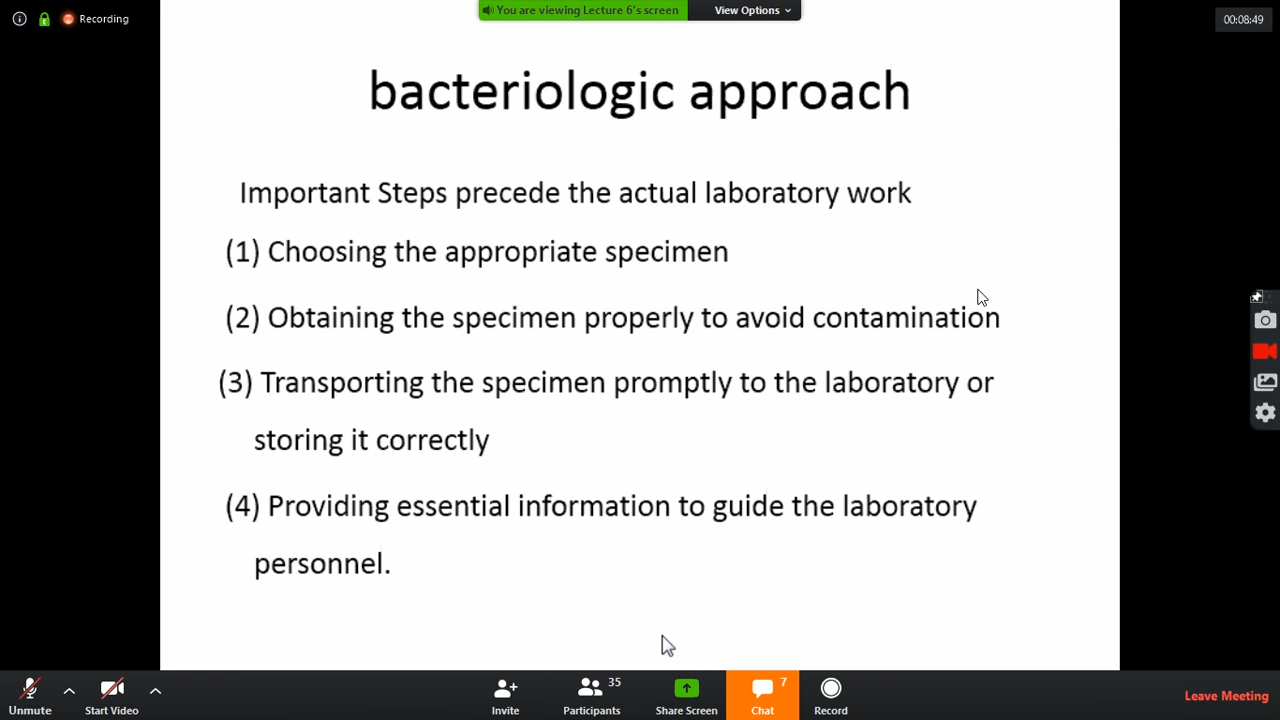 Recording
You are viewing Lecture 6's screen
View Options
00:08:49
bacteriologic approach
Important Steps precede the actual laboratory work
(1) Choosing the appropriate specimen
(2) Obtaining the specimen properly to avoid contamination
(3) Transporting the specimen promptly to the laboratory or
storing it correctly
(4) Providing essential information to guide the laboratory
personnel.
Unmute
Start Video
Invite
35
Participants
Share Screen
7
Chat
Record
Leave Meeting